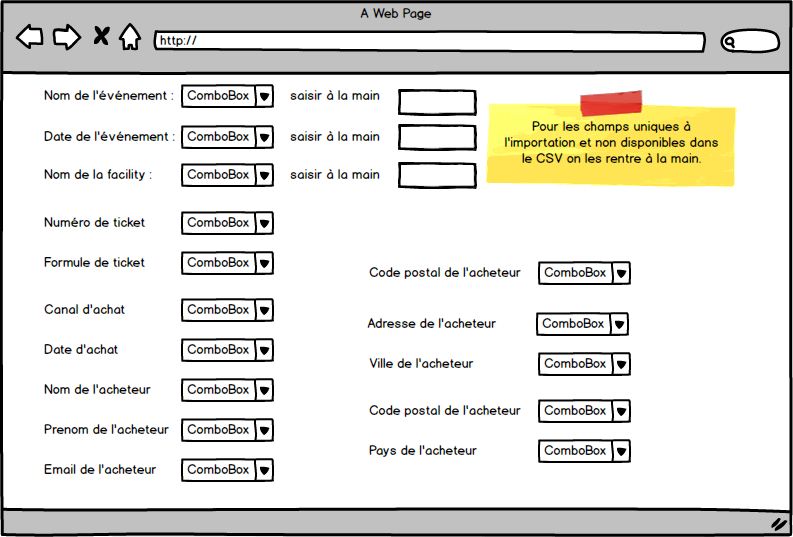 A Web Page
http://
Nom de l'événement : ComboBox saisir à la main
Date de l'événement : ComboBox saisir à la main
Nom de la facility : ComboBox saisir à la main
Pour les champs uniques à
l'importation et non disponibles dans
le CSV on les rentre à la main.
Numéro de ticket ComboBox
Formule de ticket ComboBox
Canal d'achat ComboBox
Date d'achat ComboBox
Nom de l'acheteur ComboBox
Prenom de l'acheteur ComboBox
Email de l'acheteur ComboBox
Code postal de l'acheteur ComboBox
Adresse de l'acheteur ComboBox
Ville de l'acheteur ComboBox
Code postal de l'acheteur ComboBox
Pays de l'acheteur ComboBox